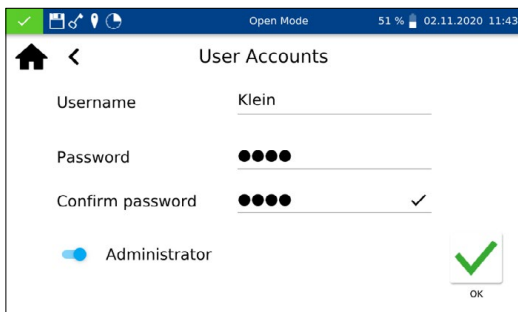 Open Mode 51 % 02.11.2020 11:43
User Accounts
Username Klein
Password ●●●●
Confirm password ●●●●
Administrator
OK